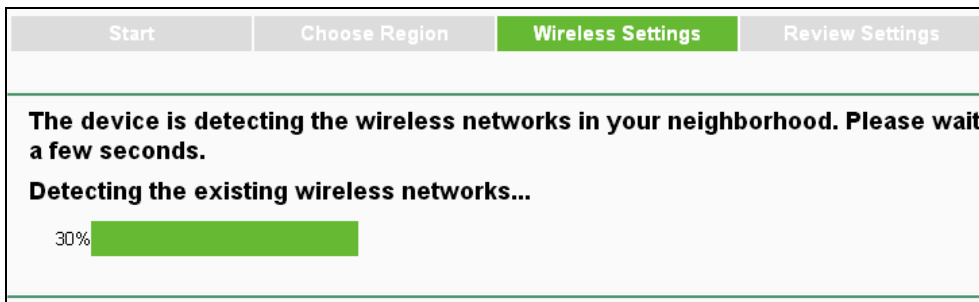 Start Choose Region Wireless Settings Review Settings
The device is detecting the wireless networks in your neighborhood. Please wait
a few seconds.
Detecting the existing wireless networks...
30%